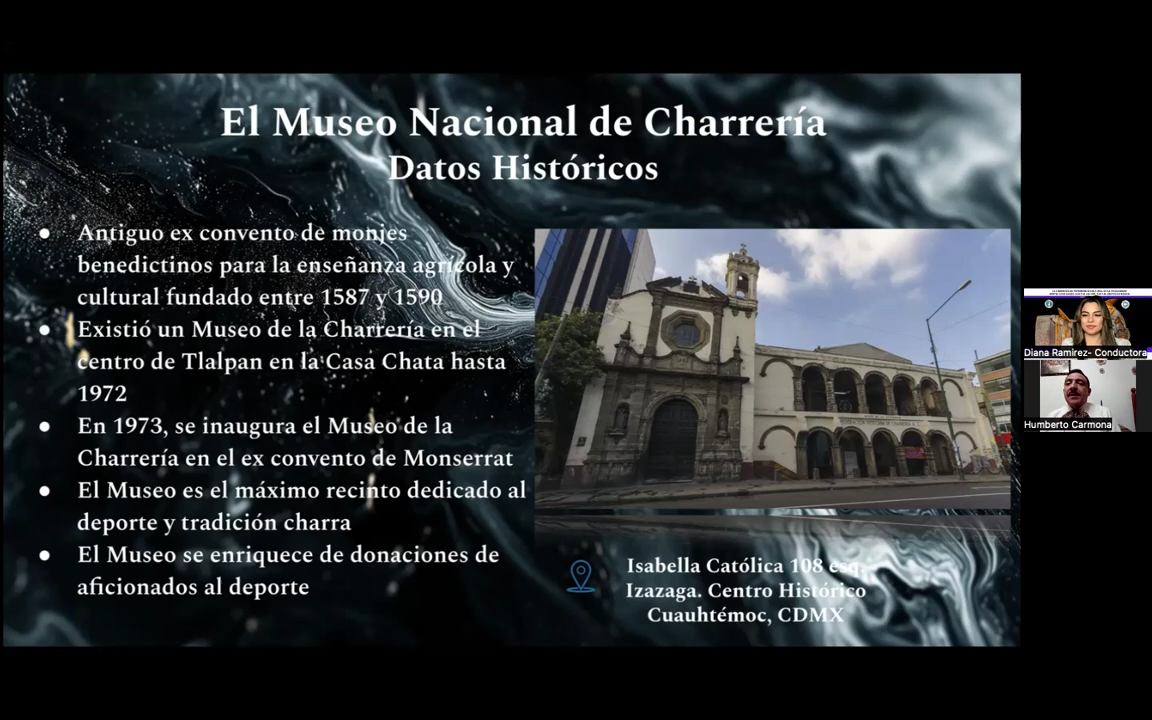 El Museo Nacional de Charrería
Datos Históricos
● Antiguo ex convento de monjes
benedictinos para la enseñanza agrícola y
cultural fundado entre 1587 y 1590
● Existió un Museo de la Charrería en el
centro de Tlalpan en la Casa Chata hasta
1972
● En 1973, se inaugura el Museo de la
Charrería en el ex convento de Monserrat
● El Museo es el máximo recinto dedicado al
deporte y tradición charra
● El Museo se enriquece de donaciones de
aficionados al deporte
Isabella Católica 108 esq.
Izazaga. Centro Histórico
Cuauhtémoc, CDMX
Diana Ramirez- Conductora
Humberto Carmona